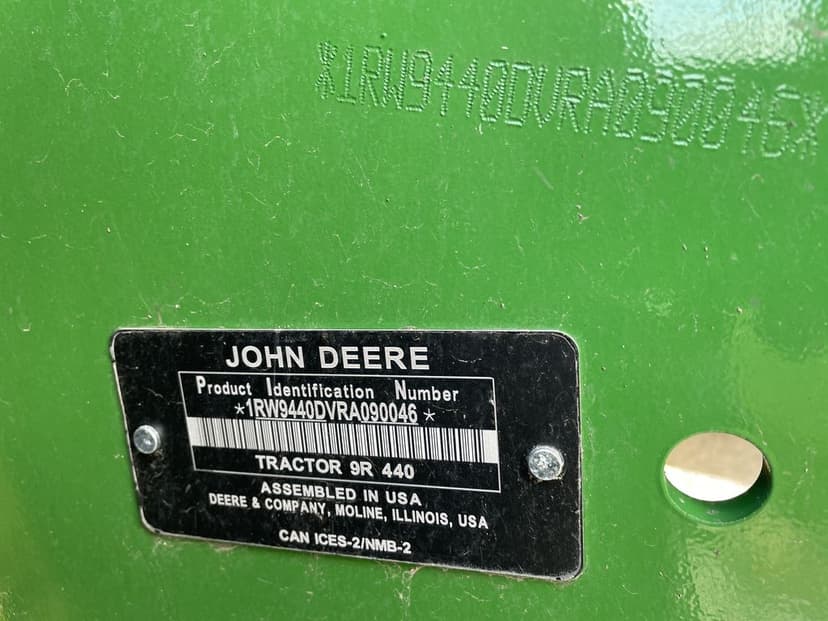 *1RW9440DVRA090046*
JOHN DEERE
Product Identification Number
*1RW9440DVRA090046*
TRACTOR 9R 440
ASSEMBLED IN USA
DEERE & COMPANY, MOLINE, ILLINOIS, USA
CAN ICES-2/NMB-2